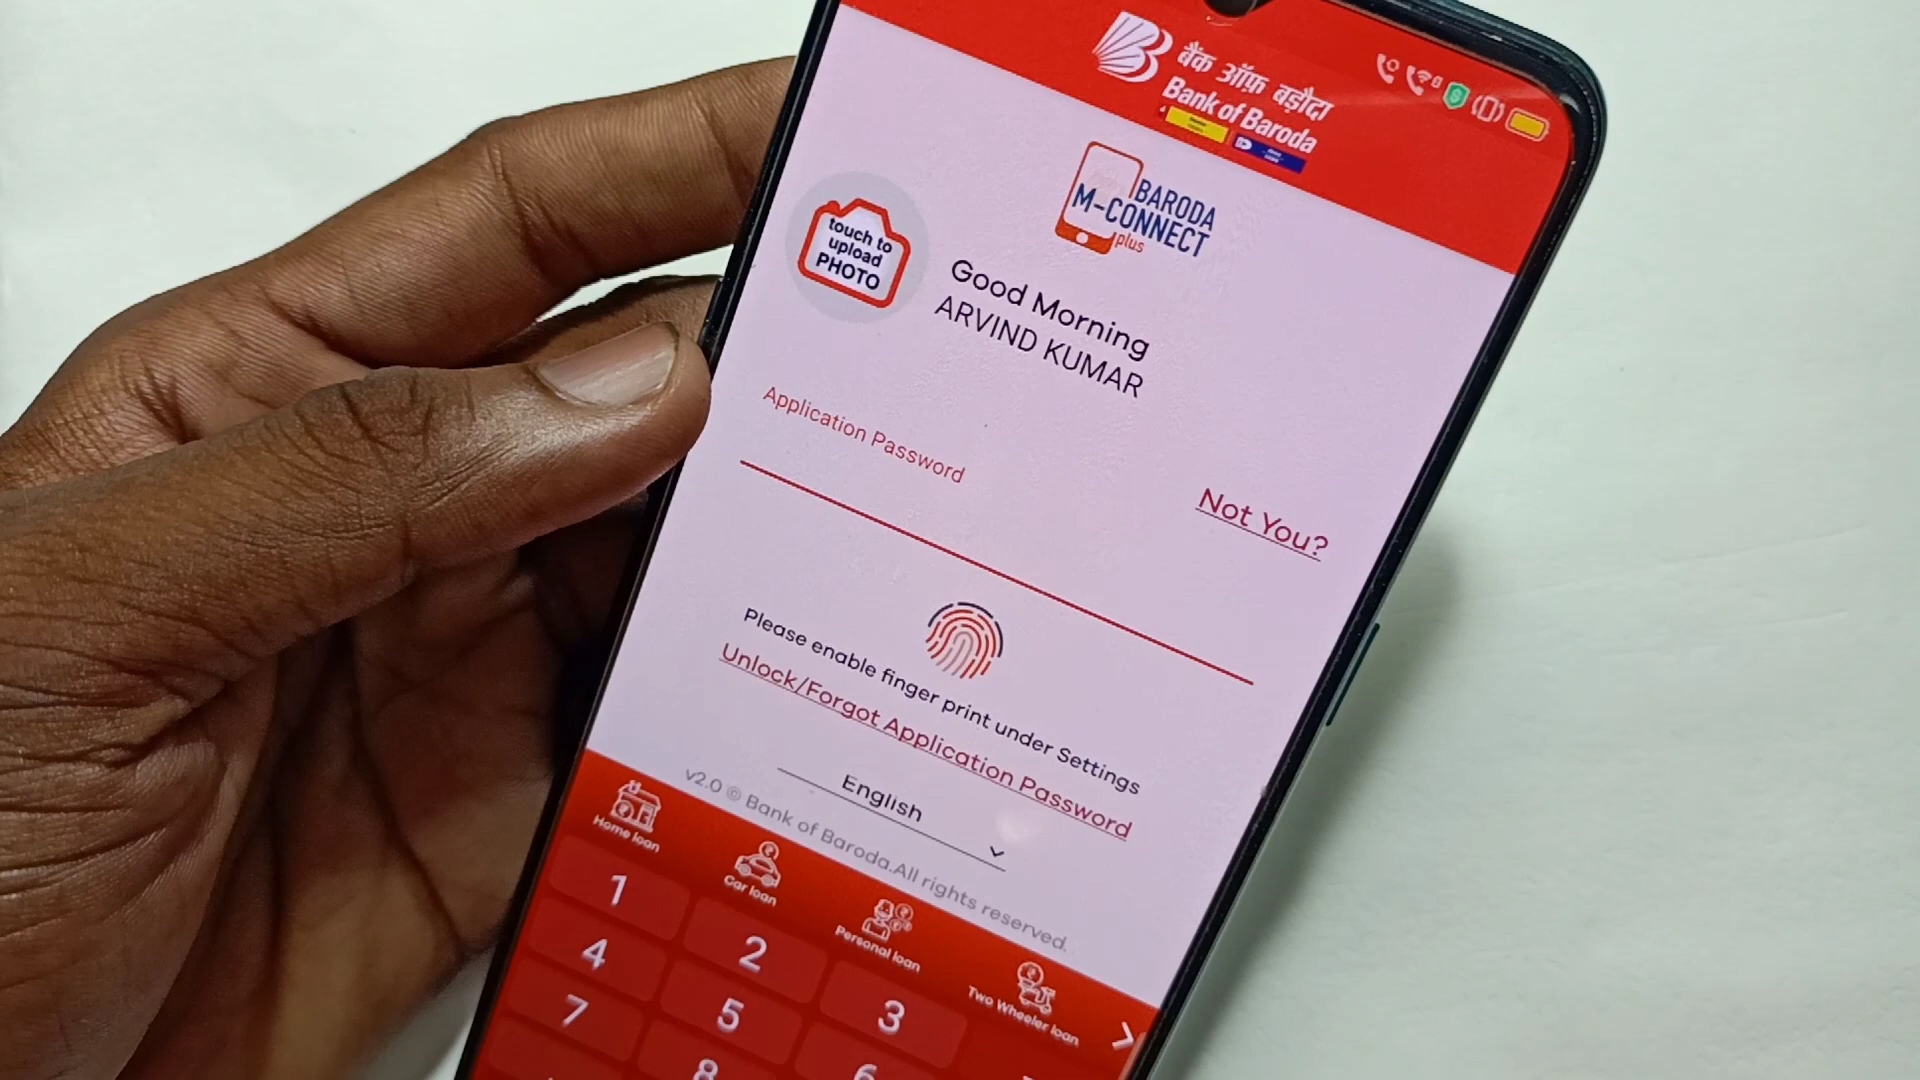 बैंक ऑफ़ बड़ौदा
Bank of Baroda
BARODA
M-CONNECT
plus
touch to
upload
PHOTO
Good Morning
ARVIND KUMAR
Application Password
Not You?
Please enable finger print under Settings
Unlock/Forgot Application Password
English
v2.0 © Bank of Baroda.All rights reserved.
Home loan
Car loan
Personal loan
Two Wheeler loan
1
2
3
4
5
6
7
8